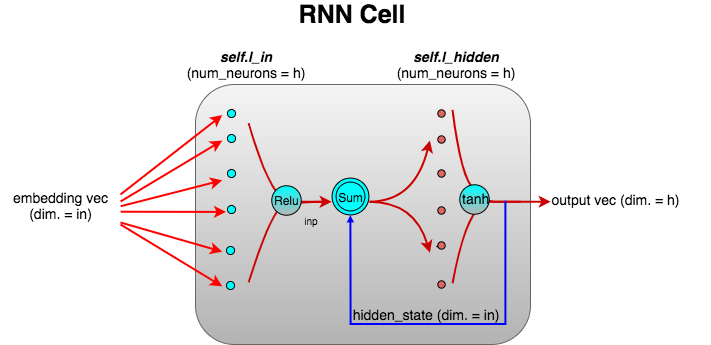 RNN Cell
self.l_in
(num_neurons = h)
self.l_hidden
(num_neurons = h)
embedding vec
(dim. = in)
Relu
inp
Sum
tanh
output vec (dim. = h)
hidden_state (dim. = in)